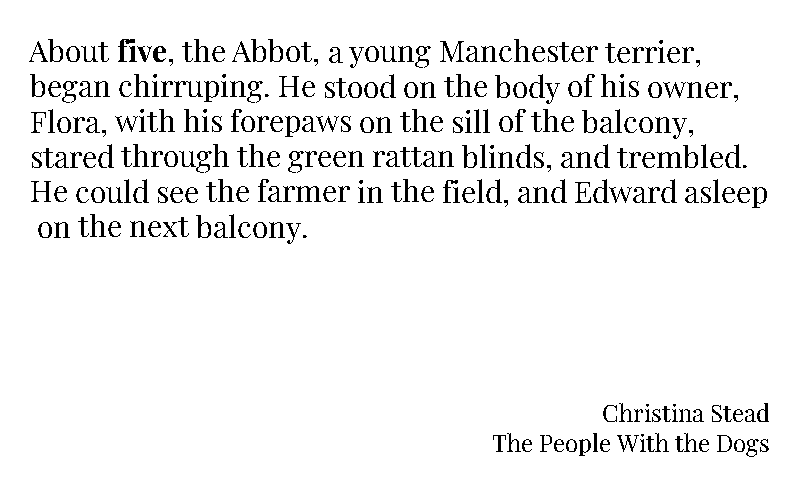 About five, the Abbot, a young Manchester terrier,
began chirruping. He stood on the body of his owner,
Flora, with his forepaws on the sill of the balcony,
stared through the green rattan blinds, and trembled.
He could see the farmer in the field, and Edward asleep
on the next balcony.
Christina Stead
The People With the Dogs